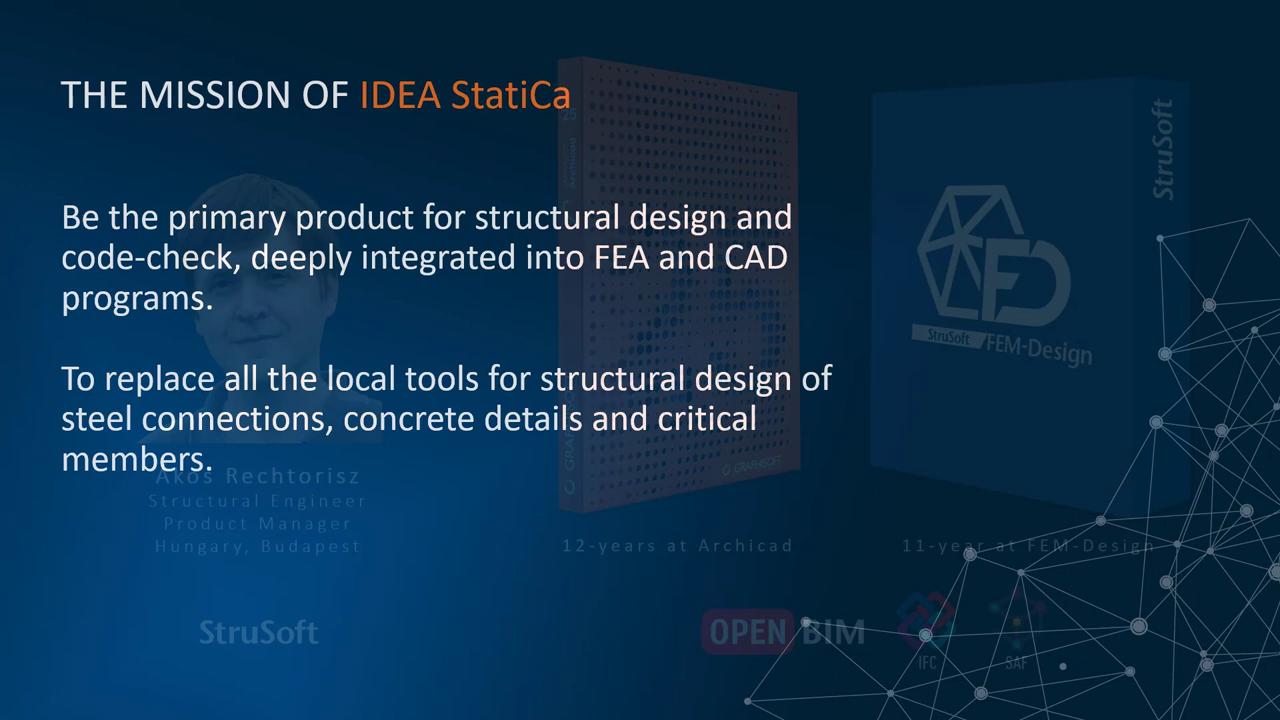 THE MISSION OF IDEA StatiCa
Be the primary product for structural design and
code-check, deeply integrated into FEA and CAD
programs.
To replace all the local tools for structural design of
steel connections, concrete details and critical
members.
Akos Rechtorisz
Structural Engineer
Product Manager
Hungary, Budapest
StruSoft
GRAPHISOFT
12-years at Archicad
StruSoft
StruSoft FEM-Design
11-year at FEM-Design
OPEN BIM
IFC
SAF